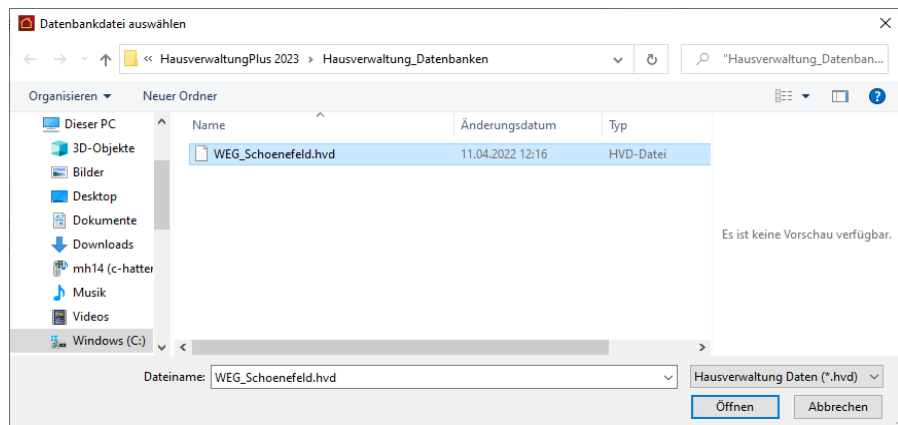 Datenbankdatei auswählen
« HausverwaltungPlus 2023 › Hausverwaltung_Datenbanken
"Hausverwaltung_Datenban...
Organisieren
Neuer Ordner
Dieser PC
3D-Objekte
Bilder
Desktop
Dokumente
Downloads
mh14 (c-hatter
Musik
Videos
Windows (C:)
Name Änderungsdatum Typ
WEG_Schoenefeld.hvd 11.04.2022 12:16 HVD-Datei
Es ist keine Vorschau verfügbar.
Dateiname: WEG_Schoenefeld.hvd
Hausverwaltung Daten (*.hvd)
Öffnen
Abbrechen